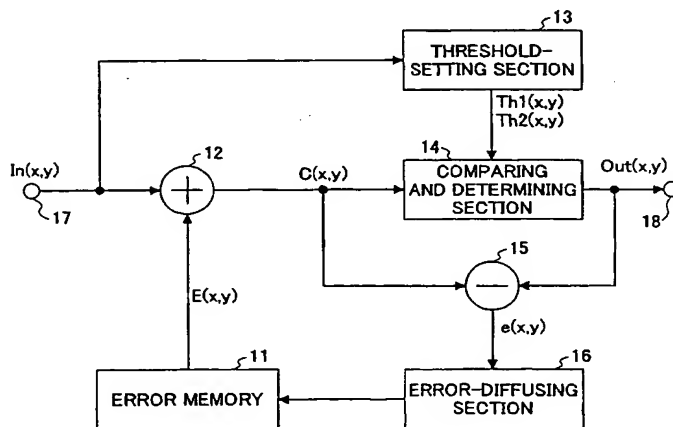 13
THRESHOLD-
SETTING SECTION
Th1(x,y)
Th2(x,y)
14
12
In(x,y)
C(x,y)
COMPARING
AND DETERMINING
SECTION
Out(x,y)
17
18
15
E(x,y)
e(x,y)
11
16
ERROR MEMORY
ERROR-DIFFUSING
SECTION